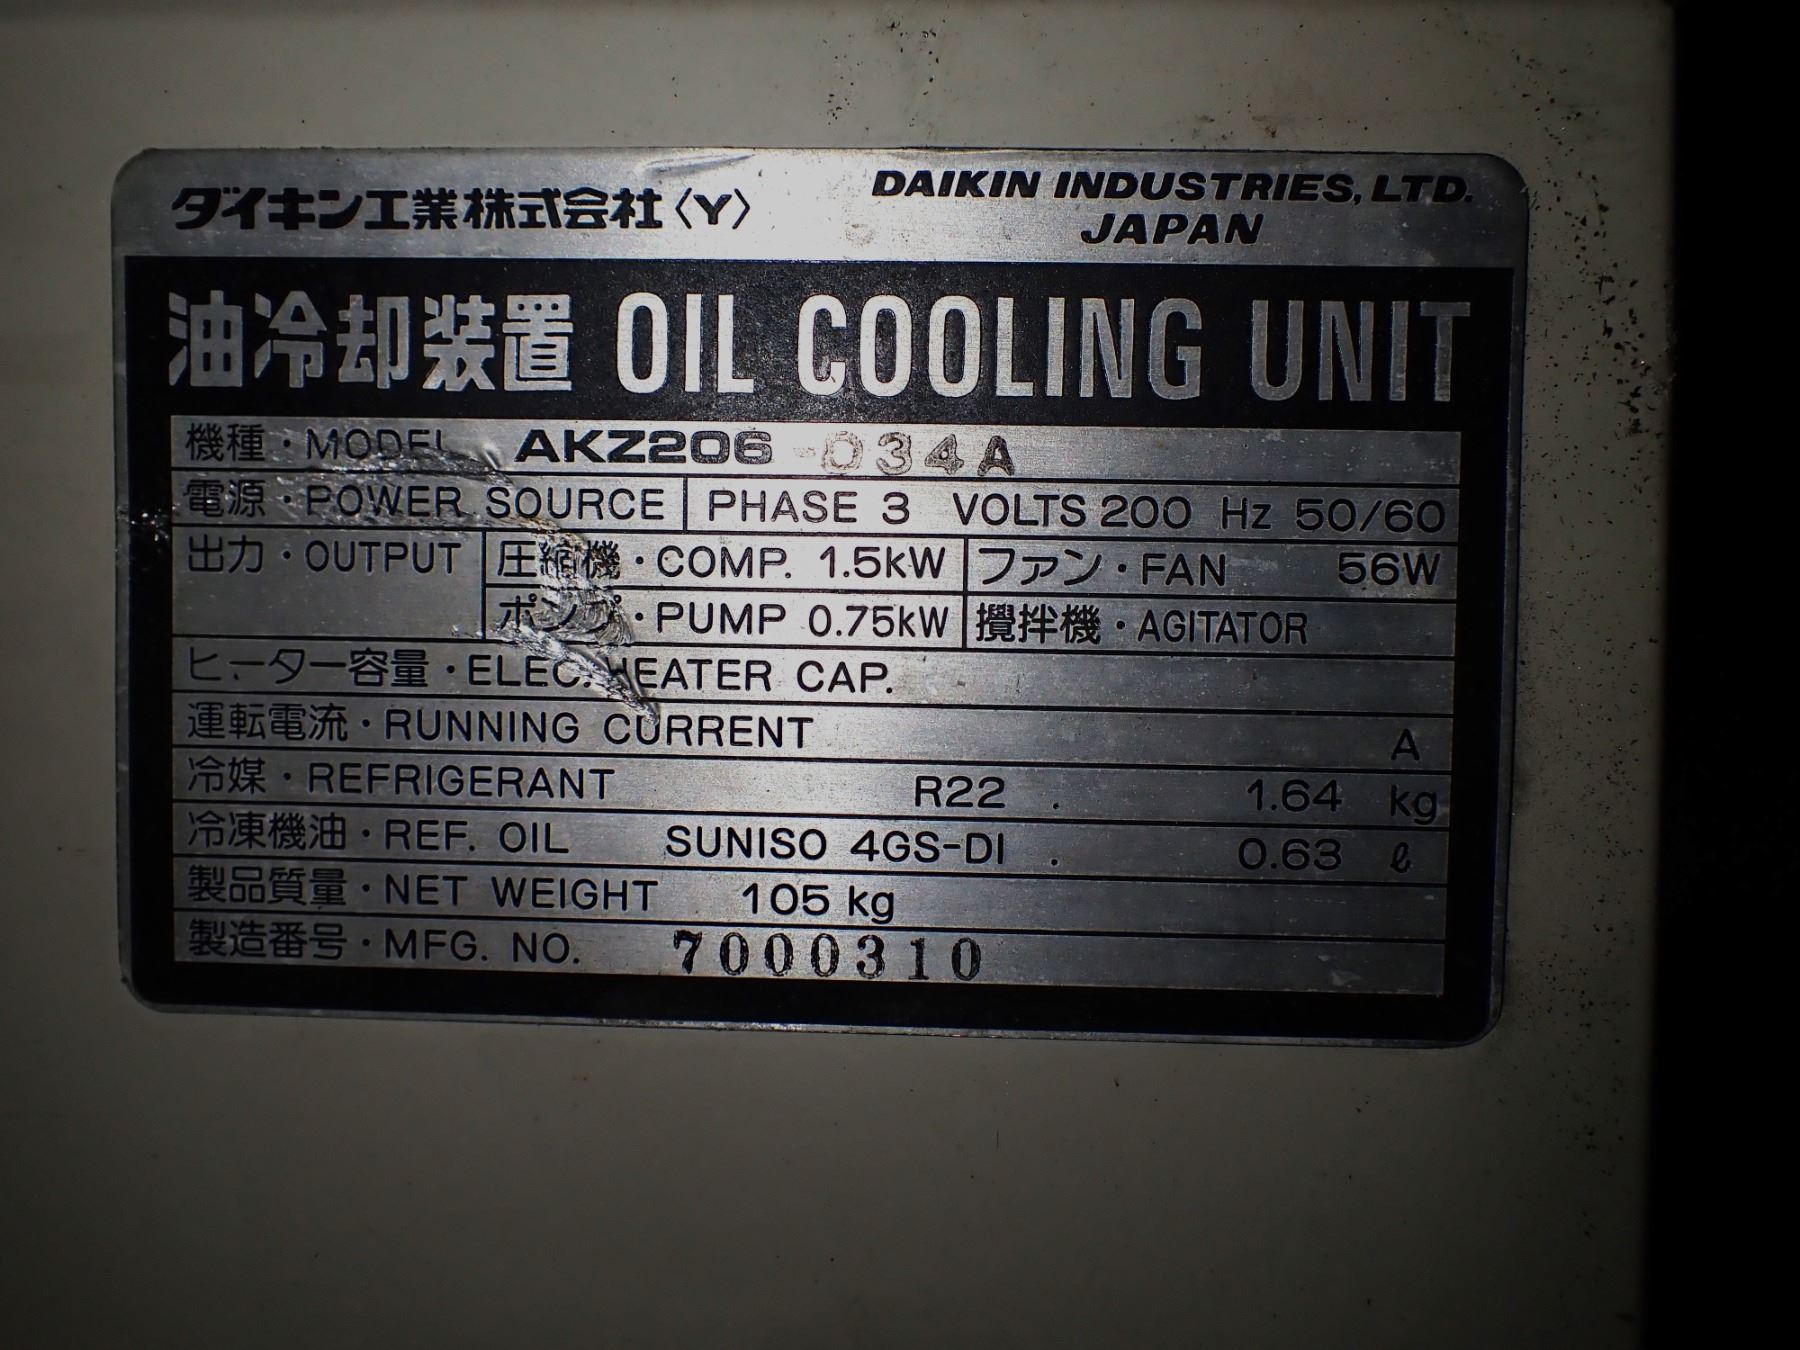 ダイキン工業株式会社〈Y〉 DAIKIN INDUSTRIES, LTD.
JAPAN
油冷却装置 OIL COOLING UNIT
機種・MODEL AKZ206-034A
電源・POWER SOURCE PHASE 3 VOLTS 200 Hz 50/60
出力・OUTPUT 圧縮機・COMP. 1.5kW ファン・FAN 56W
ポンプ・PUMP 0.75kW 攪拌機・AGITATOR
ヒーター容量・ELEC. HEATER CAP.
運転電流・RUNNING CURRENT A
冷媒・REFRIGERANT R22 . 1.64 kg
冷凍機油・REF. OIL SUNISO 4GS-DI . 0.63 ℓ
製品質量・NET WEIGHT 105 kg
製造番号・MFG. NO. 7000310